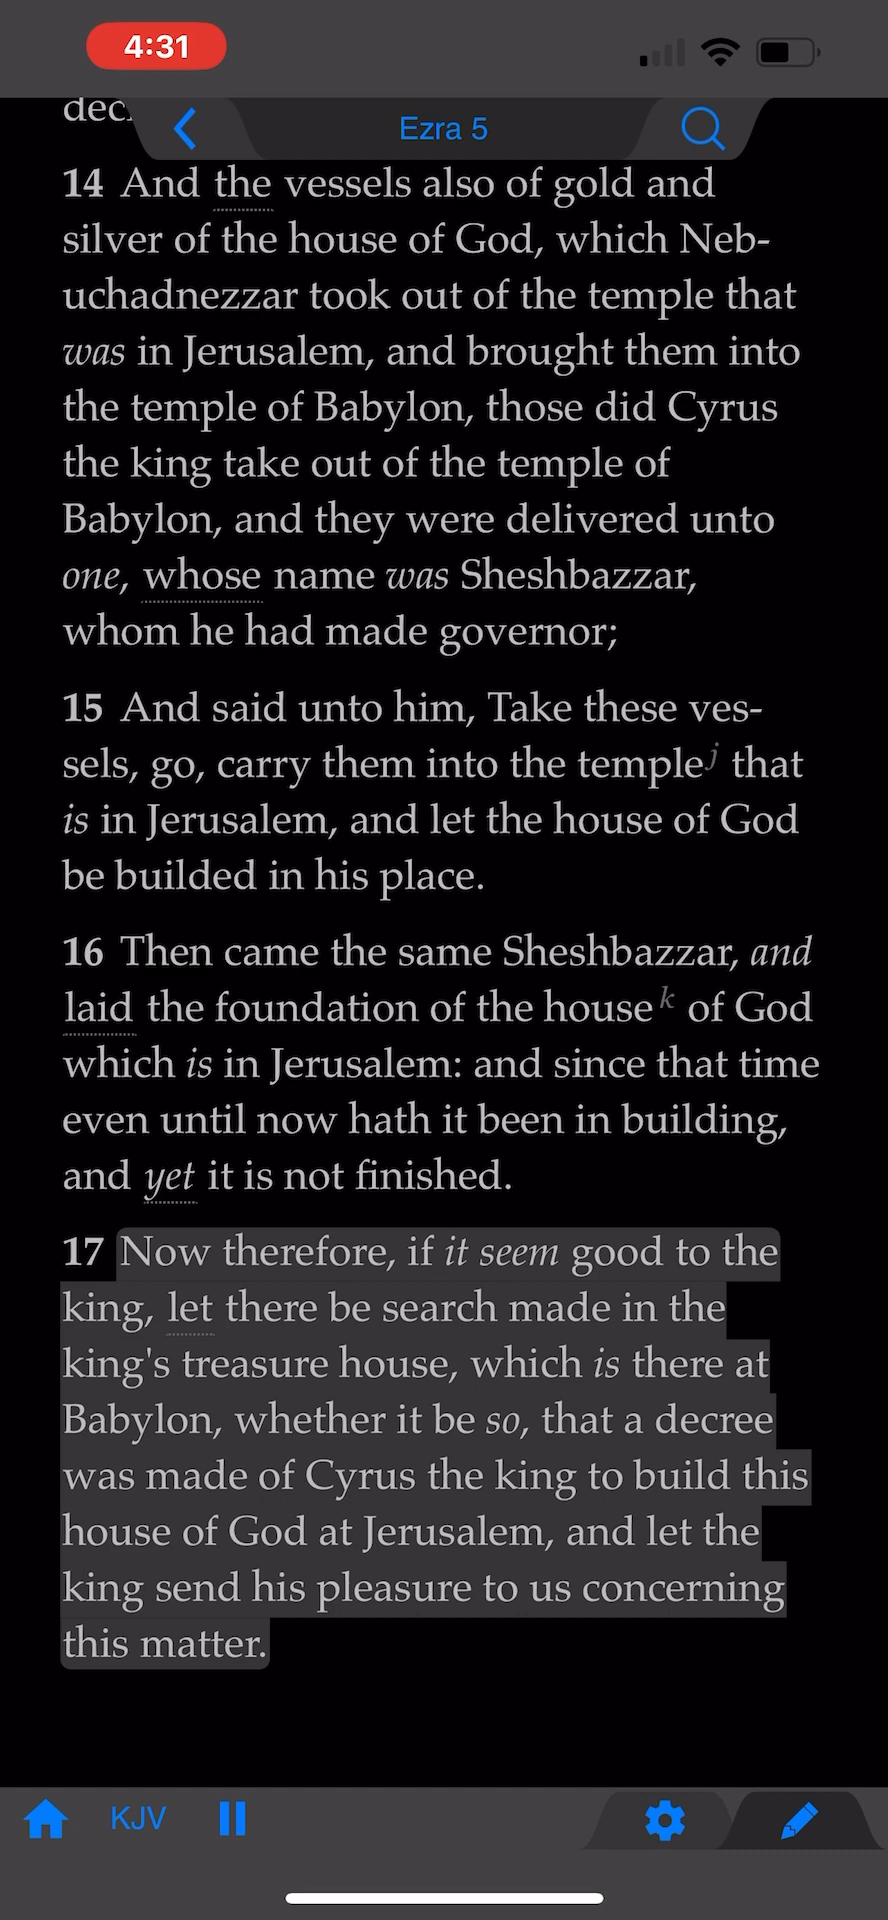 4:31
Ezra 5
14 And the vessels also of gold and
silver of the house of God, which Neb-
uchadnezzar took out of the temple that
was in Jerusalem, and brought them into
the temple of Babylon, those did Cyrus
the king take out of the temple of
Babylon, and they were delivered unto
one, whose name was Sheshbazzar,
whom he had made governor;
15 And said unto him, Take these ves-
sels, go, carry them into the temple j that
is in Jerusalem, and let the house of God
be builded in his place.
16 Then came the same Sheshbazzar, and
laid the foundation of the house k of God
which is in Jerusalem: and since that time
even until now hath it been in building,
and yet it is not finished.
17 Now therefore, if it seem good to the
king, let there be search made in the
king's treasure house, which is there at
Babylon, whether it be so, that a decree
was made of Cyrus the king to build this
house of God at Jerusalem, and let the
king send his pleasure to us concerning
this matter.
KJV